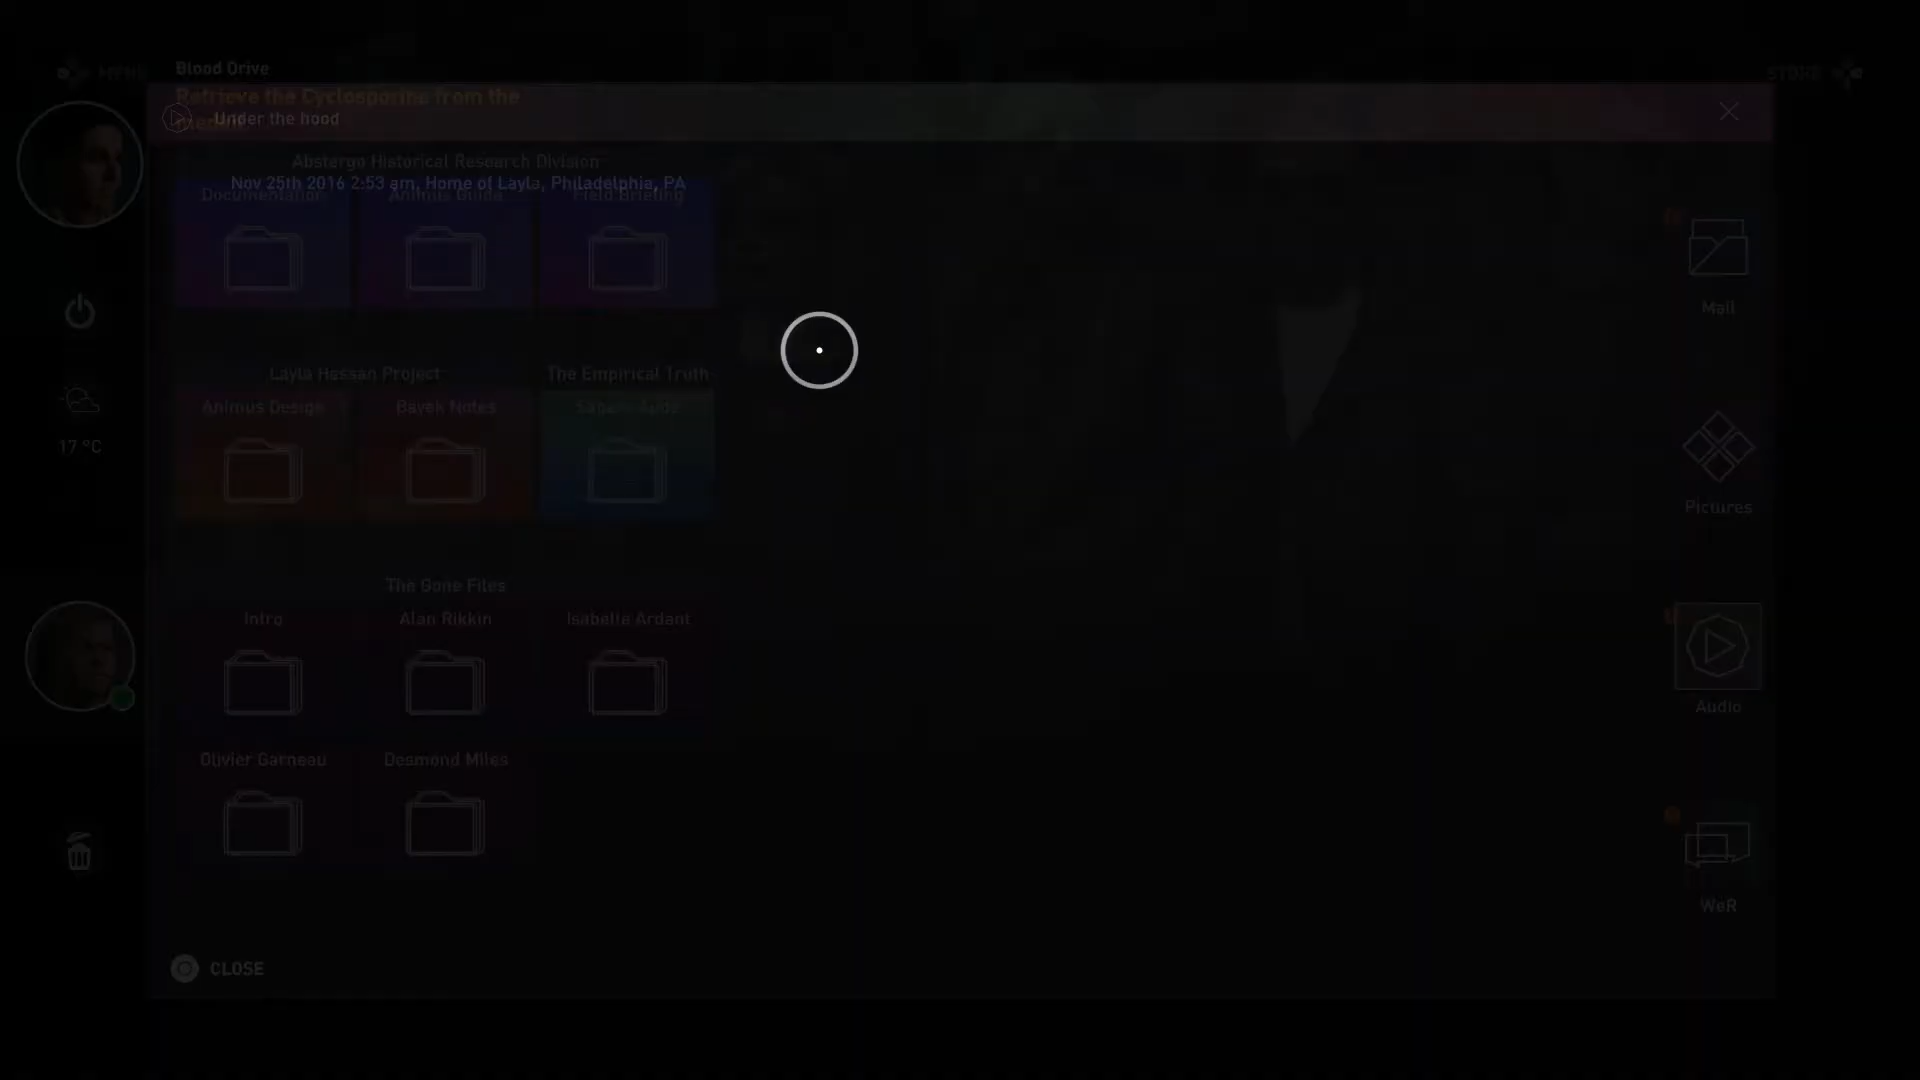 MENU
Blood Drive
STORE
Retrieve the Cyclosporine from the
Under the hood
Abstergo Historical Research Division
Nov 25th 2016 2:53 am, Home of Layla, Philadelphia, PA
Documentation
Animus Guide
Field Briefing
Mail
Layla Hassan Project
The Empirical Truth
Animus Design
Bayek Notes
17 °C
Pictures
The Gone Files
Intro
Alan Rikkin
Isabelle Ardant
Audio
Olivier Garneau
Desmond Miles
WeR
CLOSE